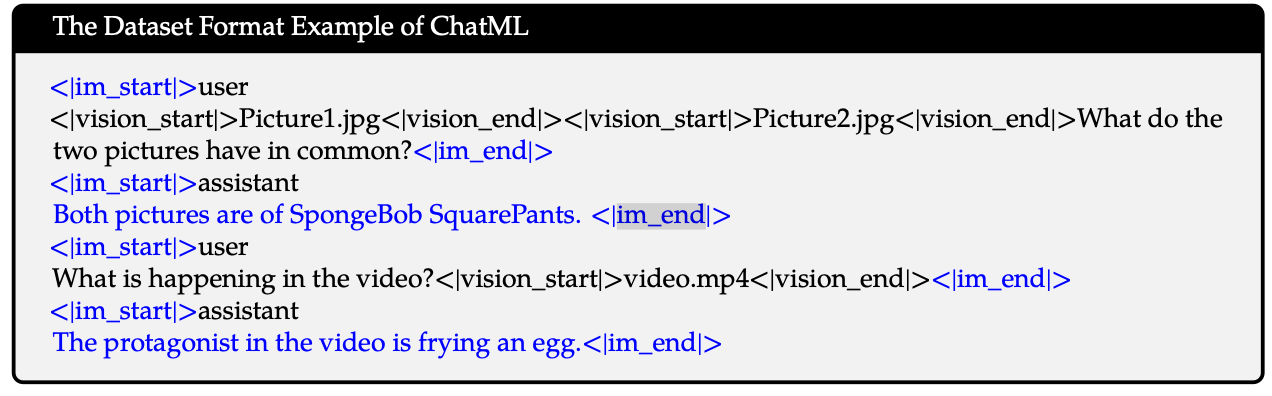 The Dataset Format Example of ChatML
<|im_start|>user
<|vision_start|>Picture1.jpg<|vision_end|><|vision_start|>Picture2.jpg<|vision_end|>What do the
two pictures have in common?<|im_end|>
<|im_start|>assistant
Both pictures are of SpongeBob SquarePants. <|im_end|>
<|im_start|>user
What is happening in the video?<|vision_start|>video.mp4<|vision_end|><|im_end|>
<|im_start|>assistant
The protagonist in the video is frying an egg.<|im_end|>